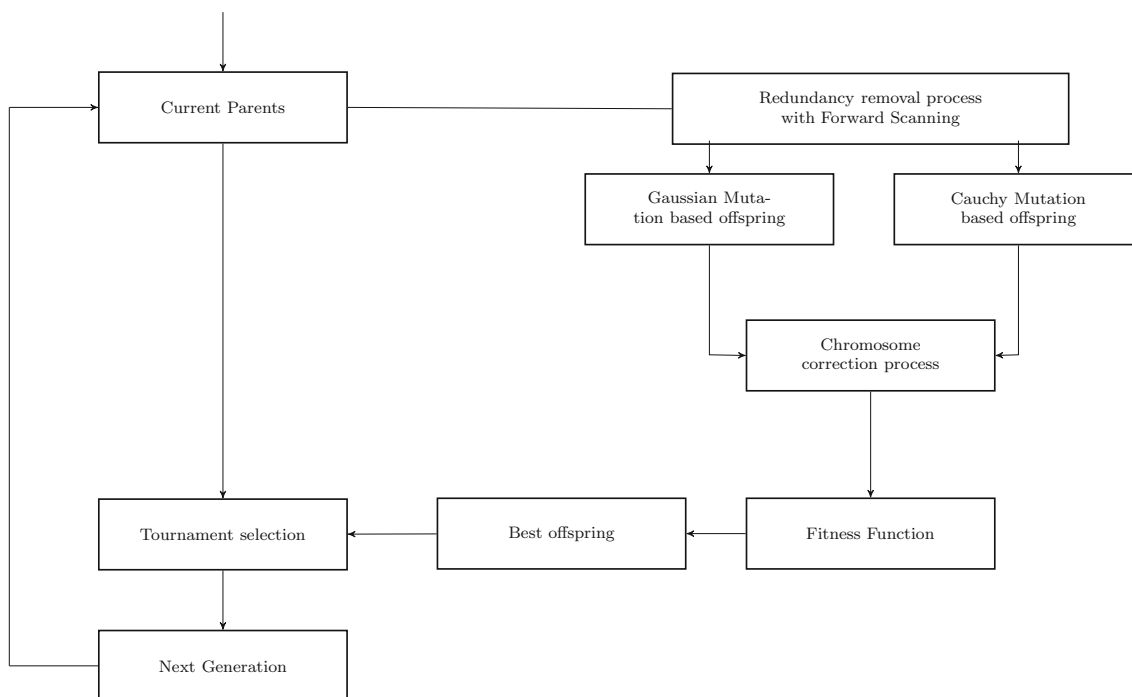 Current Parents
Redundancy removal process
with Forward Scanning
Gaussian Muta-
tion based offspring
Cauchy Mutation
based offspring
Chromosome
correction process
Tournament selection
Best offspring
Fitness Function
Next Generation